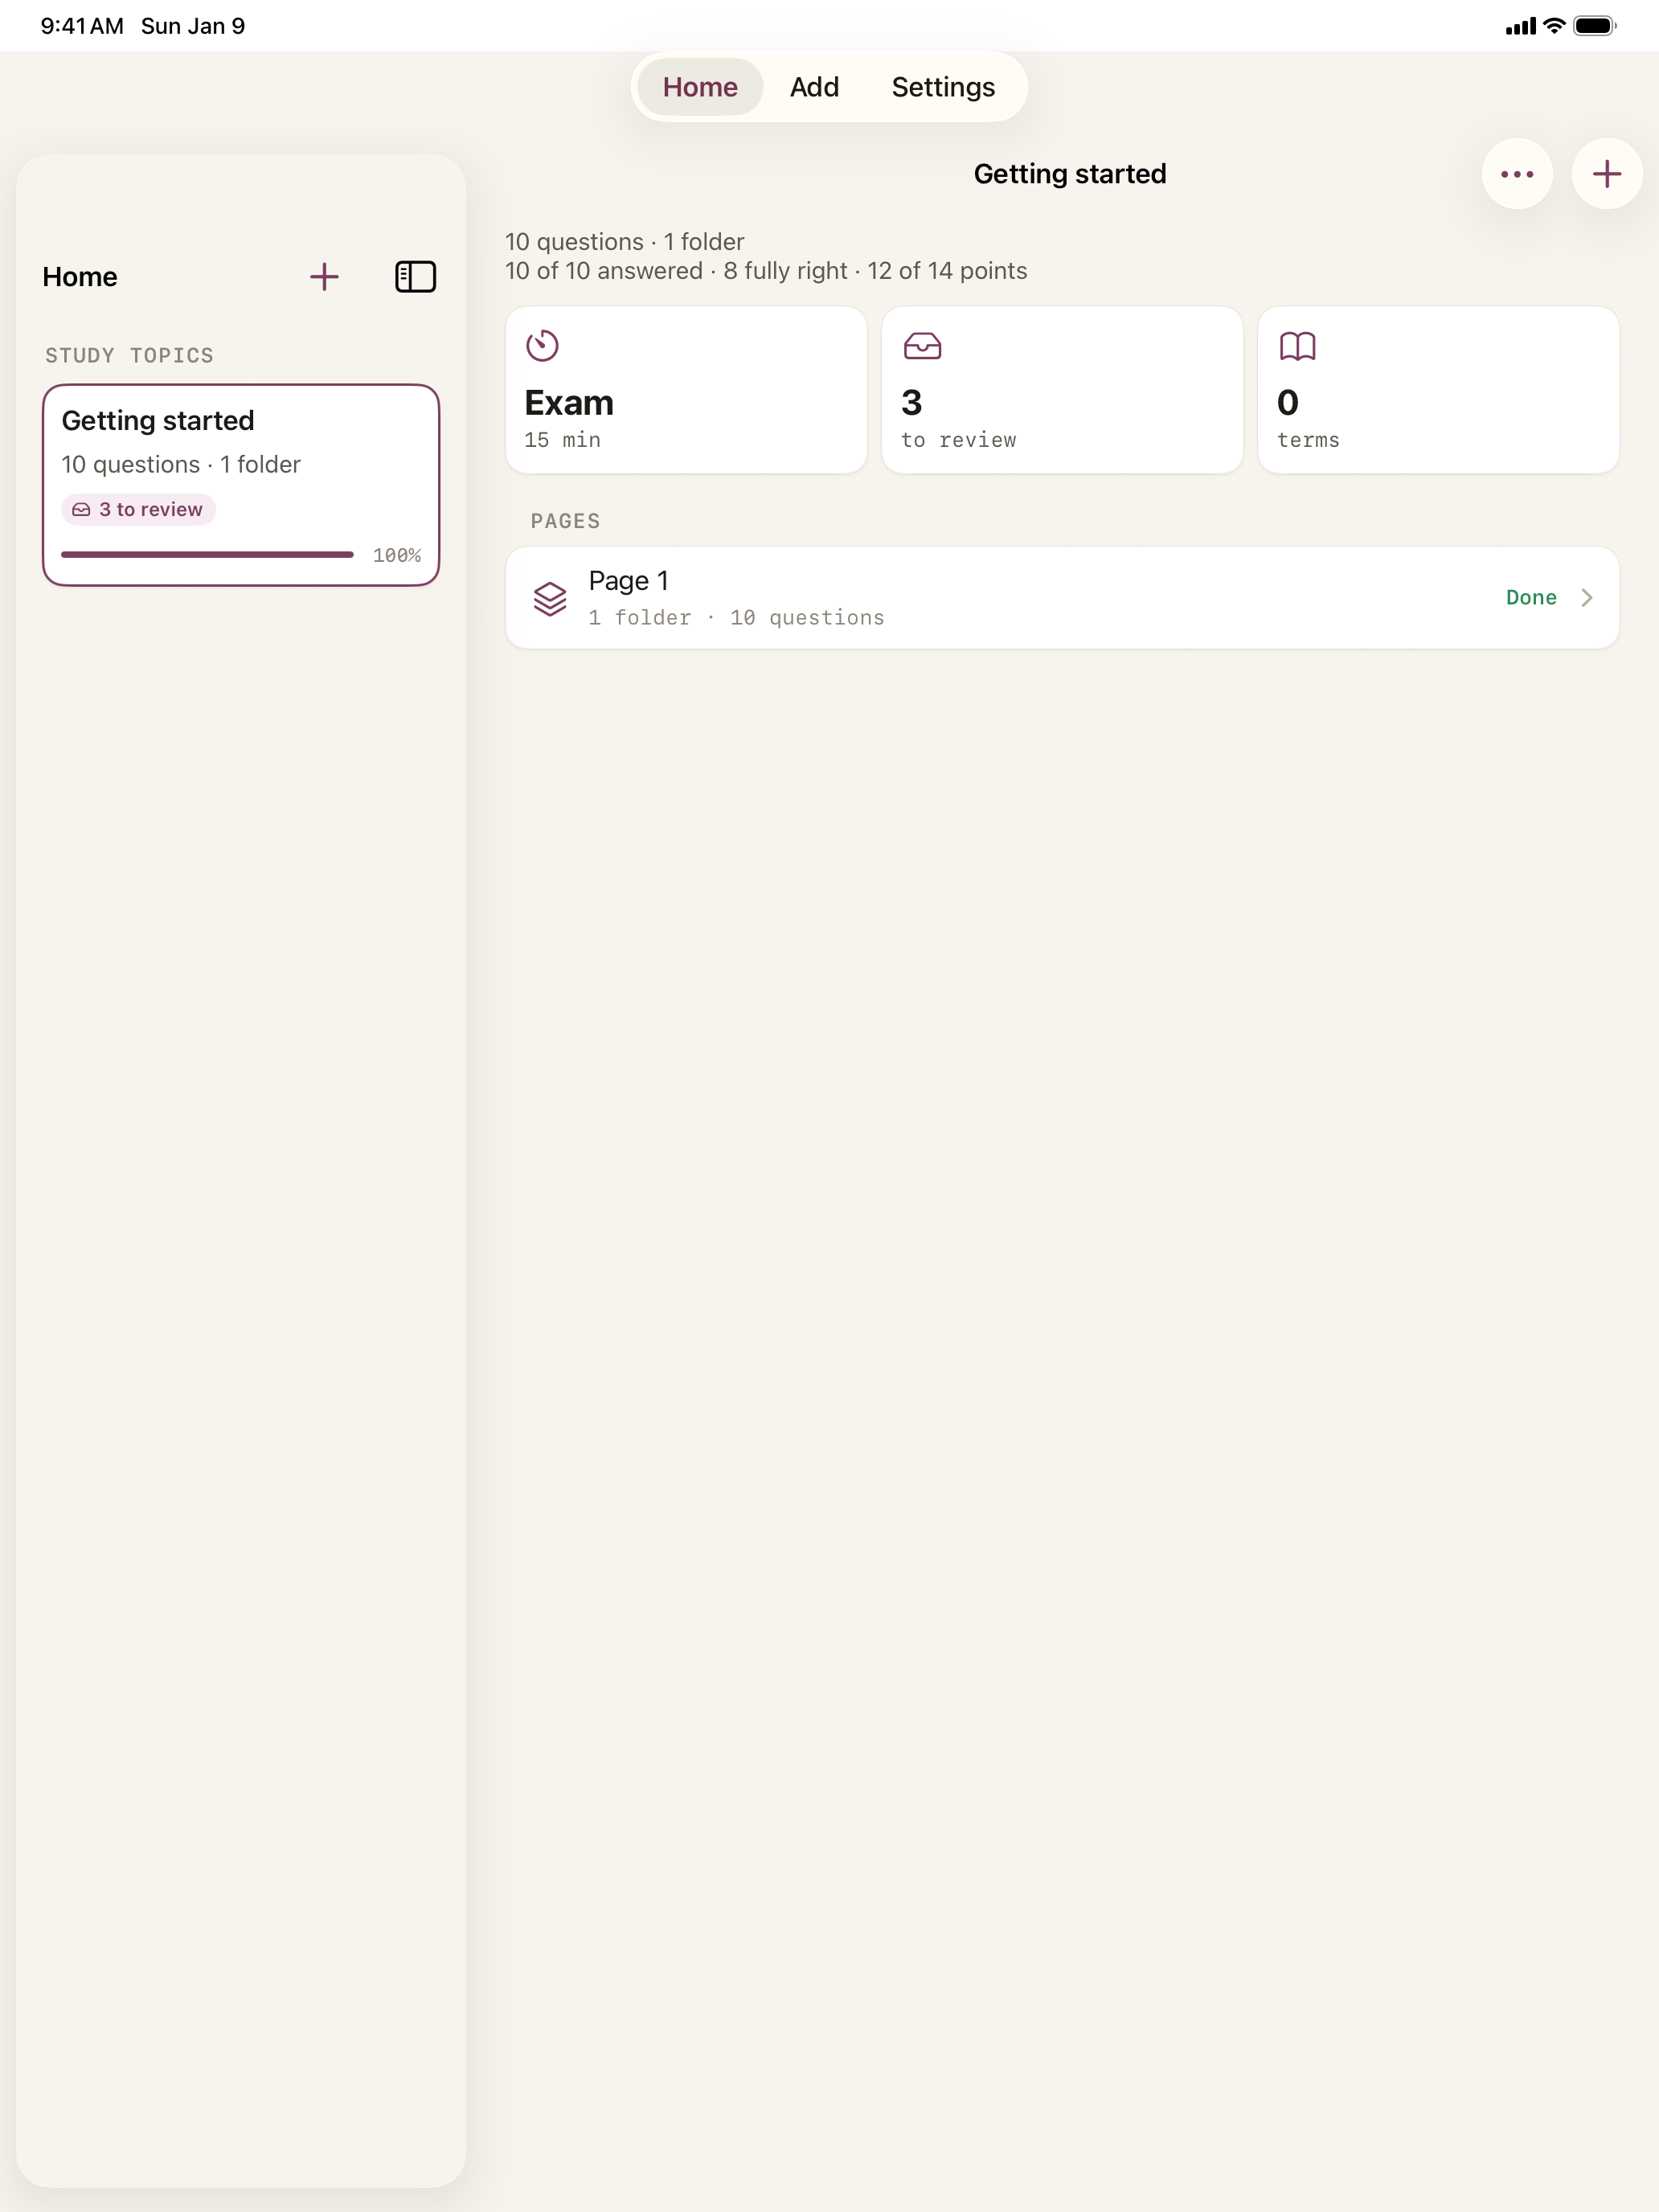 9:41 AM Sun Jan 9
Home Add Settings
Home
STUDY TOPICS
Getting started
10 questions · 1 folder
3 to review
100%
Getting started
10 questions · 1 folder
10 of 10 answered · 8 fully right · 12 of 14 points
Exam
15 min
3
to review
0
terms
PAGES
Page 1
1 folder · 10 questions
Done